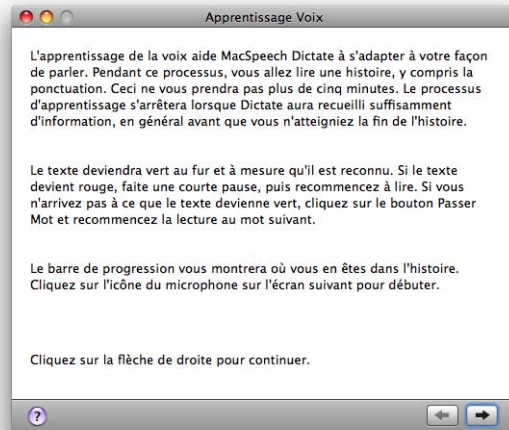 Apprentissage Voix
L'apprentissage de la voix aide MacSpeech Dictate à s'adapter à votre façon
de parler. Pendant ce processus, vous allez lire une histoire, y compris la
ponctuation. Ceci ne vous prendra pas plus de cinq minutes. Le processus
d'apprentissage s'arrêtera lorsque Dictate aura recueilli suffisamment
d'information, en général avant que vous n'atteigniez la fin de l'histoire.
Le texte deviendra vert au fur et à mesure qu'il est reconnu. Si le texte
devient rouge, faite une courte pause, puis recommencez à lire. Si vous
n'arrivez pas à ce que le texte devienne vert, cliquez sur le bouton Passer
Mot et recommencez la lecture au mot suivant.
Le barre de progression vous montrera où vous en êtes dans l'histoire.
Cliquez sur l'icône du microphone sur l'écran suivant pour débuter.
Cliquez sur la flèche de droite pour continuer.
?